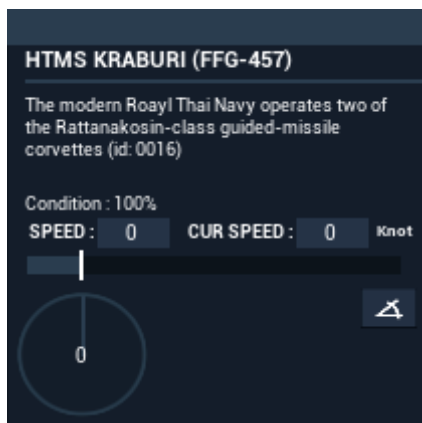 HTMS KRABURI (FFG-457)
The modern Roayl Thai Navy operates two of
the Rattanakosin-class guided-missile
corvettes (id: 0016)
Condition : 100%
SPEED : 0 CUR SPEED : 0 Knot
0